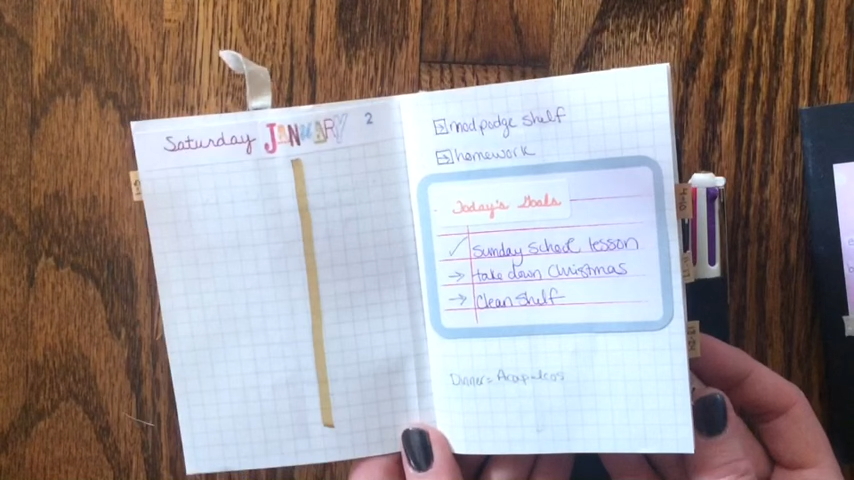 Saturday JANUARY 2
modpodge shelf
homework
Today's Goals
Sunday school lesson
take down Christmas
Clean shelf
Dinner= Acapulcos